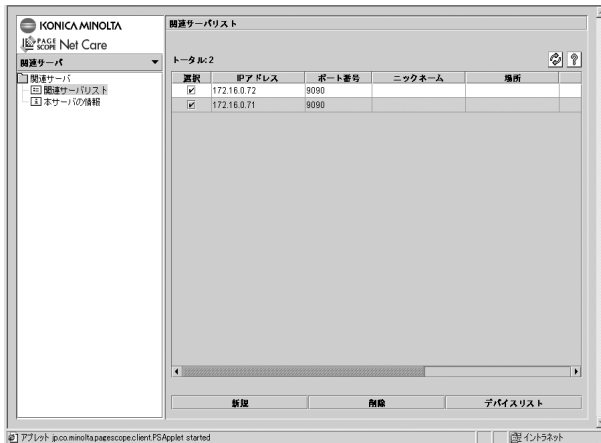 KONICA MINOLTA
PAGE SCOPE Net Care
関連サーバ
関連サーバ
関連サーバリスト
本サーバの情報
関連サーバリスト
トータル: 2
選択 IPアドレス ポート番号 ニックネーム 場所
172.16.0.72 9090
172.16.0.71 9090
新規 削除 デバイスリスト
アプレット jp.co.minolta.pagescope.client.PSApplet started イントラネット